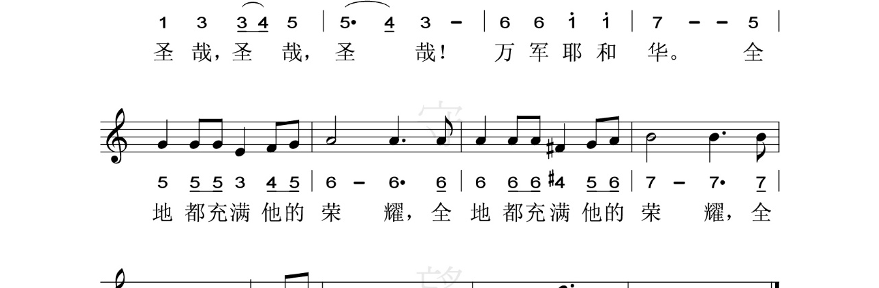 1 3 3 4 5 | 5· 4 3 – | 6 6 i i | 7 – – 5 |
圣 哉，圣 哉， 圣 哉！ 万 军 耶 和 华。 全
5 5 5 3 4 5 | 6 – 6· 6 | 6 6 6 #4 5 6 | 7 – 7· 7 |
地 都充满 他的 荣 耀，全 地 都充满 他的 荣 耀，全